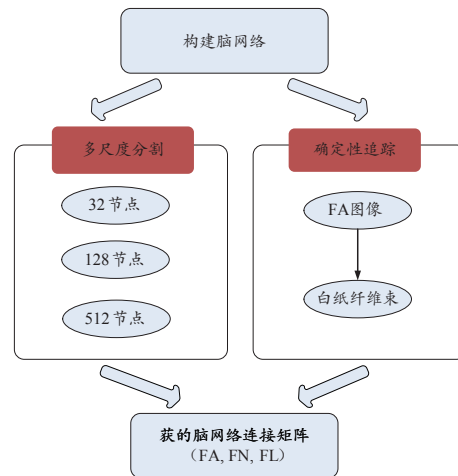 构建脑网络
多尺度分割
32节点
128节点
512节点
确定性追踪
FA图像
白纸纤维束
获的脑网络连接矩阵
（FA, FN, FL）